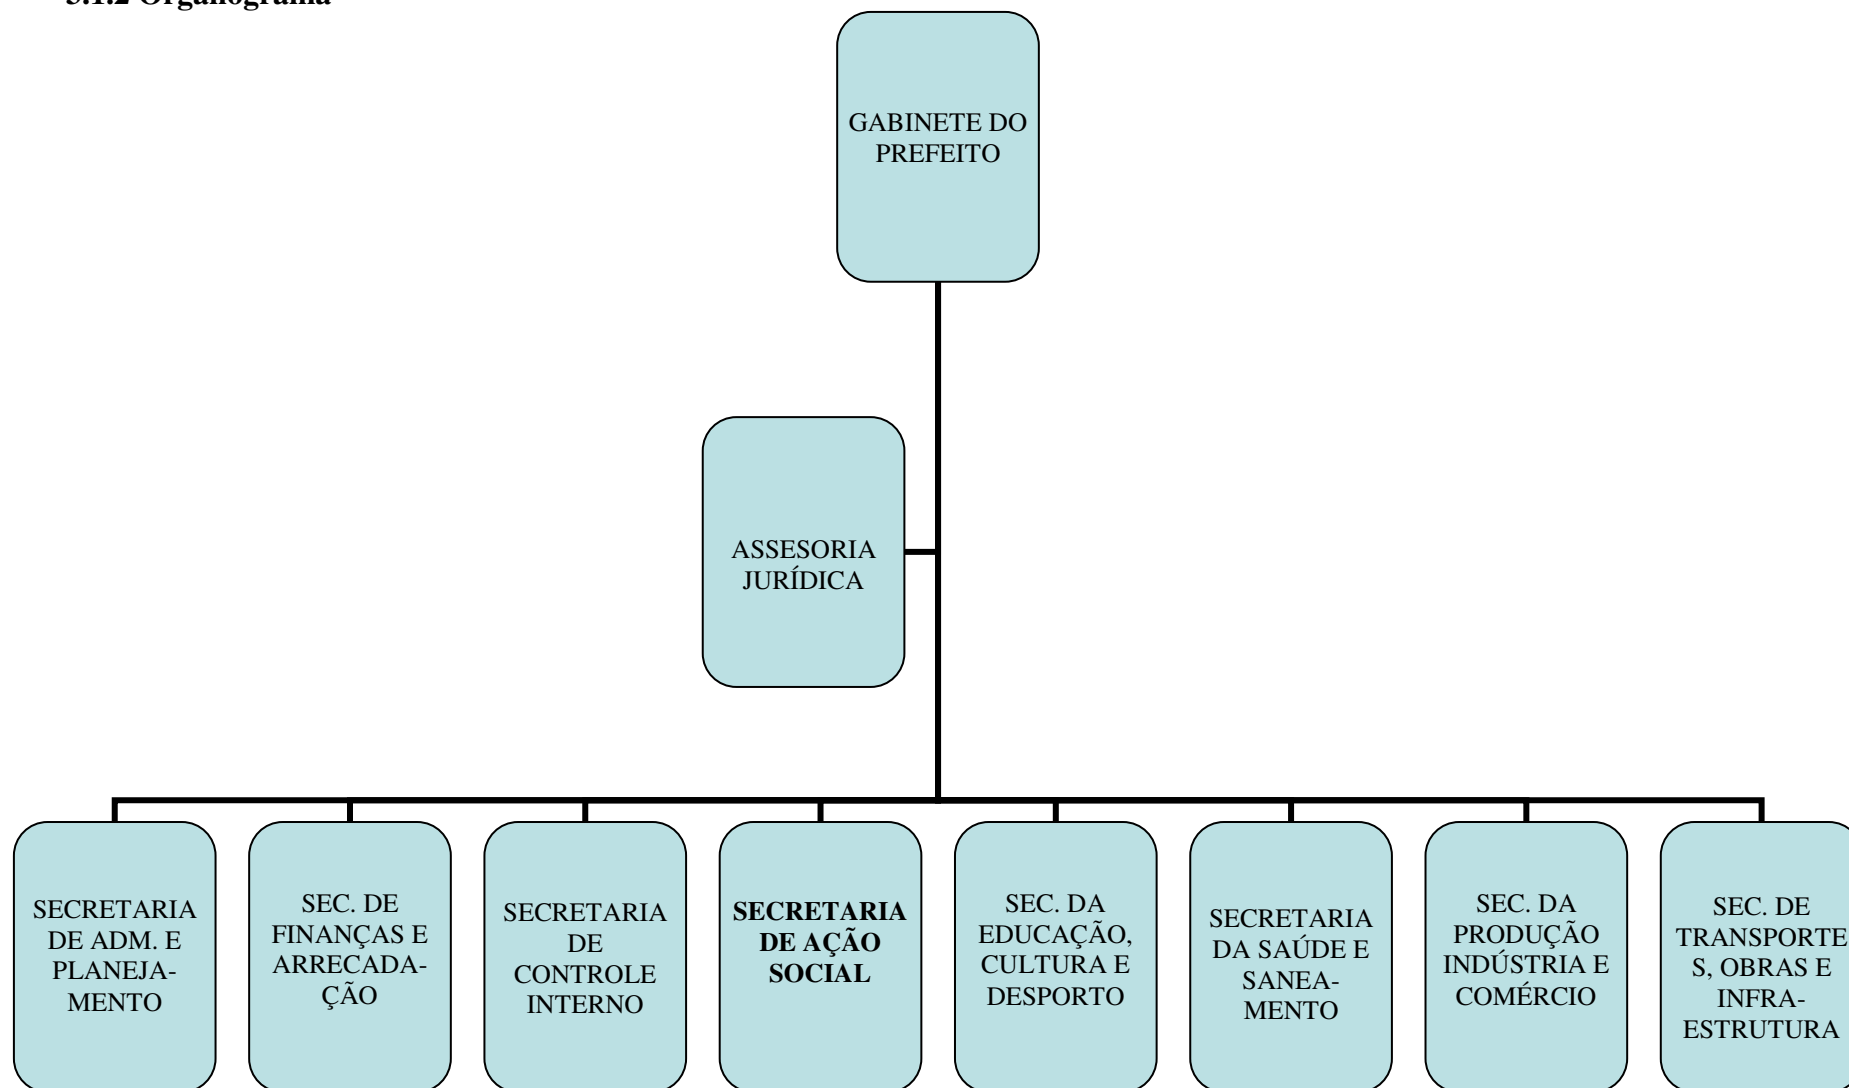 Organograma
GABINETE DO
PREFEITO
ASSESORIA
JURÍDICA
SECRETARIA
DE ADM. E
PLANEJA-
MENTO
SEC. DE
FINANÇAS E
ARRECADA-
ÇÃO
SECRETARIA
DE
CONTROLE
INTERNO
SECRETARIA
DE AÇÃO
SOCIAL
SEC. DA
EDUCAÇÃO,
CULTURA E
DESPORTO
SECRETARIA
DA SAÚDE E
SANEA-
MENTO
SEC. DA
PRODUÇÃO
INDÚSTRIA E
COMÉRCIO
SEC. DE
TRANSPORTE
S, OBRAS E
INFRA-
ESTRUTURA